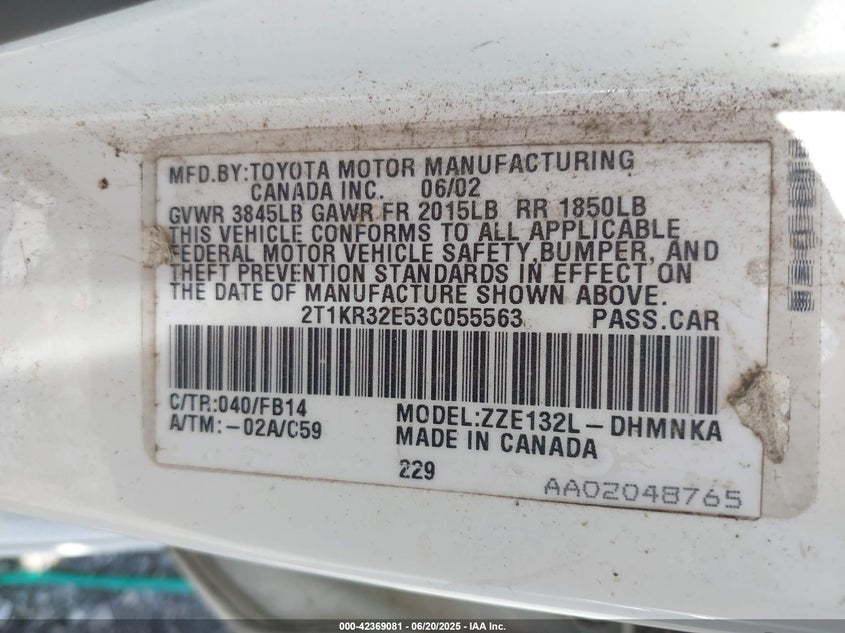 MFD.BY:TOYOTA MOTOR MANUFACTURING
CANADA INC. 06/02
GVWR 3845LB GAWR FR 2015LB RR 1850LB
THIS VEHICLE CONFORMS TO ALL APPLICABLE
FEDERAL MOTOR VEHICLE SAFETY,BUMPER, AND
THEFT PREVENTION STANDARDS IN EFFECT ON
THE DATE OF MANUFACTURE SHOWN ABOVE.
2T1KR32E53C055563 PASS.CAR
C/TR:040/FB14
A/TM:-02A/C59
MODEL:ZZE132L-DHMNKA
MADE IN CANADA
229
AA02048765
000-42369081 - 06/20/2025 - IAA Inc.